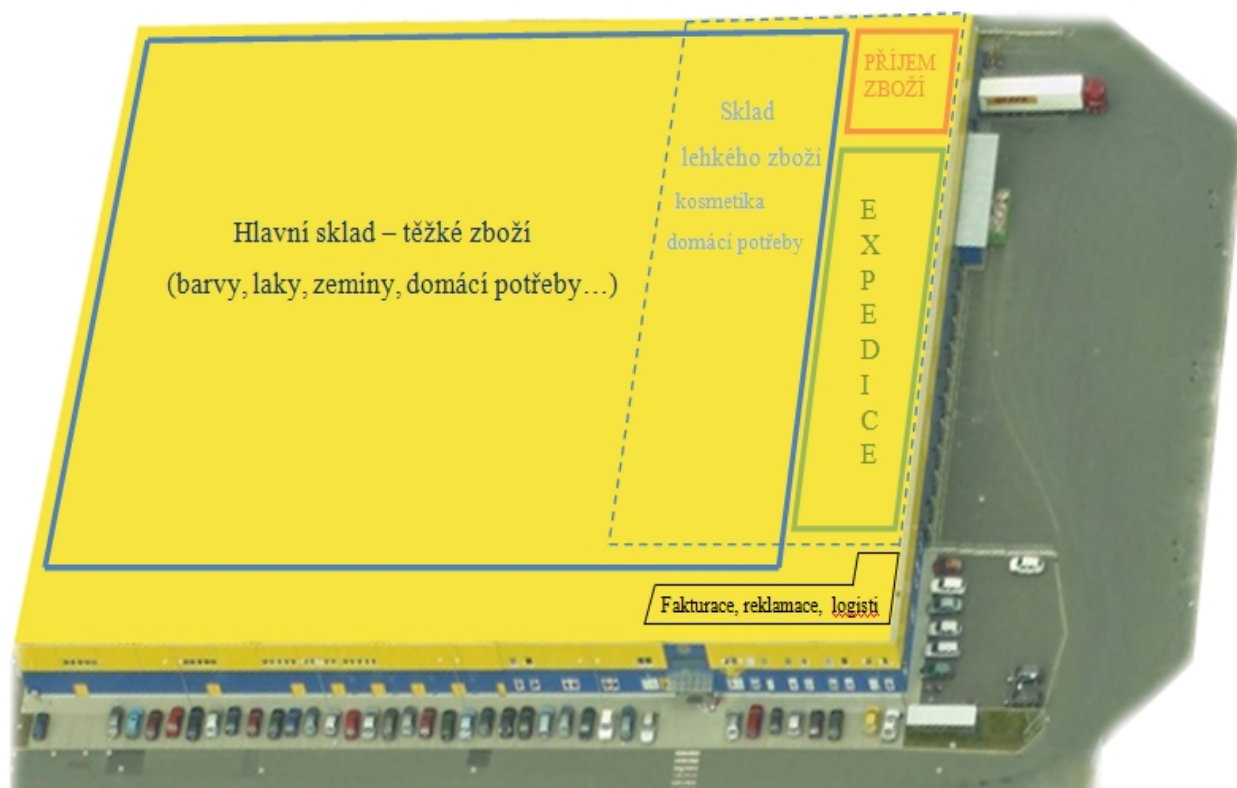 PŘÍJEM
ZBOŽÍ
Sklad
lehkého zboží
kosmetika
domácí potřeby
Hlavní sklad – těžké zboží
(barvy, laky, zeminy, domácí potřeby…)
E
X
P
E
D
I
C
E
Fakturace, reklamace, logisti